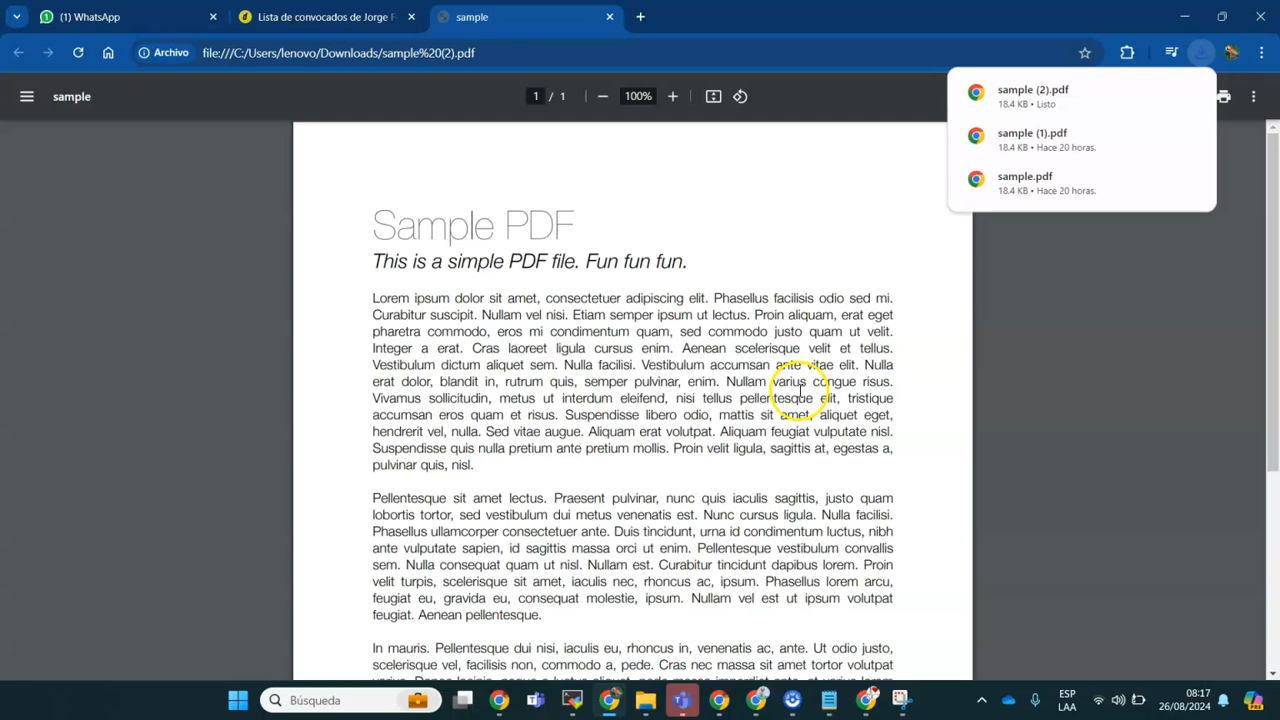 (1) WhatsApp
Lista de convocados de Jorge F
sample
Archivo
file:///C:/Users/lenovo/Downloads/sample%20(2).pdf
sample
1 / 1
100%
sample (2).pdf
18.4 KB • Listo
sample (1).pdf
18.4 KB • Hace 20 horas.
sample.pdf
18.4 KB • Hace 20 horas.
Sample PDF
This is a simple PDF file. Fun fun fun.
Lorem ipsum dolor sit amet, consectetuer adipiscing elit. Phasellus facilisis odio sed mi.
Curabitur suscipit. Nullam vel nisi. Etiam semper ipsum ut lectus. Proin aliquam, erat eget
pharetra commodo, eros mi condimentum quam, sed commodo justo quam ut velit.
Integer a erat. Cras laoreet ligula cursus enim. Aenean scelerisque velit et tellus.
Vestibulum dictum aliquet sem. Nulla facilisi. Vestibulum accumsan ante vitae elit. Nulla
erat dolor, blandit in, rutrum quis, semper pulvinar, enim. Nullam varius congue risus.
Vivamus sollicitudin, metus ut interdum eleifend, nisi tellus pellentesque elit, tristique
accumsan eros quam et risus. Suspendisse libero odio, mattis sit amet, aliquet eget,
hendrerit vel, nulla. Sed vitae augue. Aliquam erat volutpat. Aliquam feugiat vulputate nisl.
Suspendisse quis nulla pretium ante pretium mollis. Proin velit ligula, sagittis at, egestas a,
pulvinar quis, nisl.
Pellentesque sit amet lectus. Praesent pulvinar, nunc quis iaculis sagittis, justo quam
lobortis tortor, sed vestibulum dui metus venenatis est. Nunc cursus ligula. Nulla facilisi.
Phasellus ullamcorper consectetuer ante. Duis tincidunt, urna id condimentum luctus, nibh
ante vulputate sapien, id sagittis massa orci ut enim. Pellentesque vestibulum convallis
sem. Nulla consequat quam ut nisl. Nullam est. Curabitur tincidunt dapibus lorem. Proin
velit turpis, scelerisque sit amet, iaculis nec, rhoncus ac, ipsum. Phasellus lorem arcu,
feugiat eu, gravida eu, consequat molestie, ipsum. Nullam vel est ut ipsum volutpat
feugiat. Aenean pellentesque.
In mauris. Pellentesque dui nisi, iaculis eu, rhoncus in, venenatis ac, ante. Ut odio justo,
scelerisque vel, facilisis non, commodo a, pede. Cras nec massa sit amet tortor volutpat
Búsqueda
ESP
LAA
08:17
26/08/2024